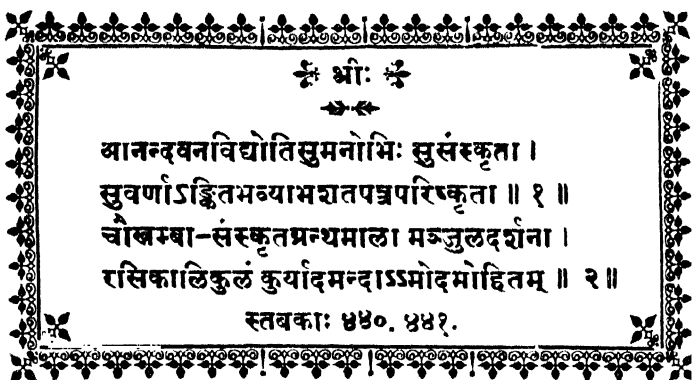 श्रीः
आनन्दवनविद्योतिसुमनोभिः सुसंस्कृता ।
सुवर्णाऽङ्कितभव्याभशतपत्रपरिष्कृता ॥ १ ॥
चौखम्बा-संस्कृतग्रन्थमाला मञ्जुलदर्शना ।
रसिकालिकुलं कुर्यादमन्दाऽऽमोदमोहितम् ॥ २॥
स्तबकाः ४४०. ४४१.